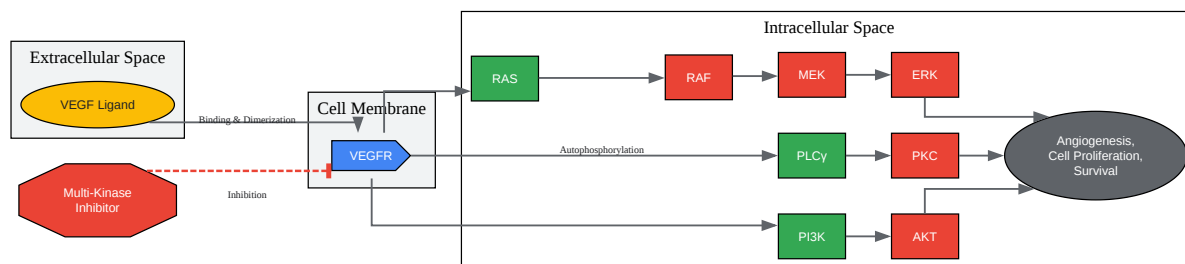 Intracellular Space
Extracellular Space
VEGF Ligand
Binding & Dimerization
Cell Membrane
VEGFR
Multi-Kinase
Inhibitor
Inhibition
RAS
RAF
MEK
ERK
Autophosphorylation
PLCγ
PKC
PI3K
AKT
Angiogenesis,
Cell Proliferation,
Survival